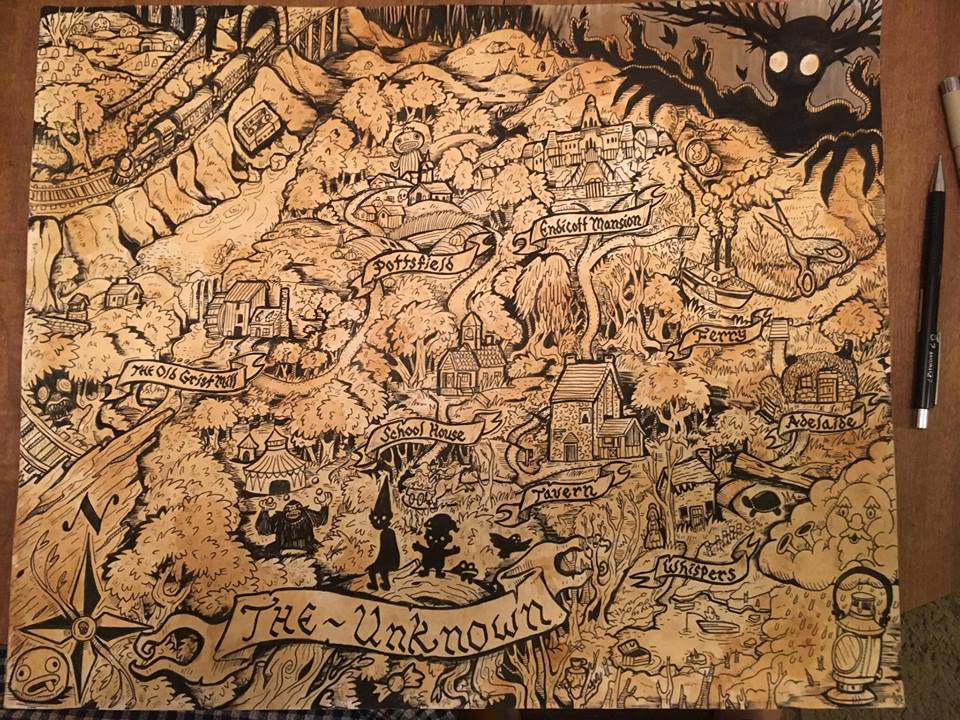 Endicott Mansion
Pottsfield
Ferry
The Old Grist Mill
Adelaide
School House
Tavern
Whispers
N
THE~Unknown